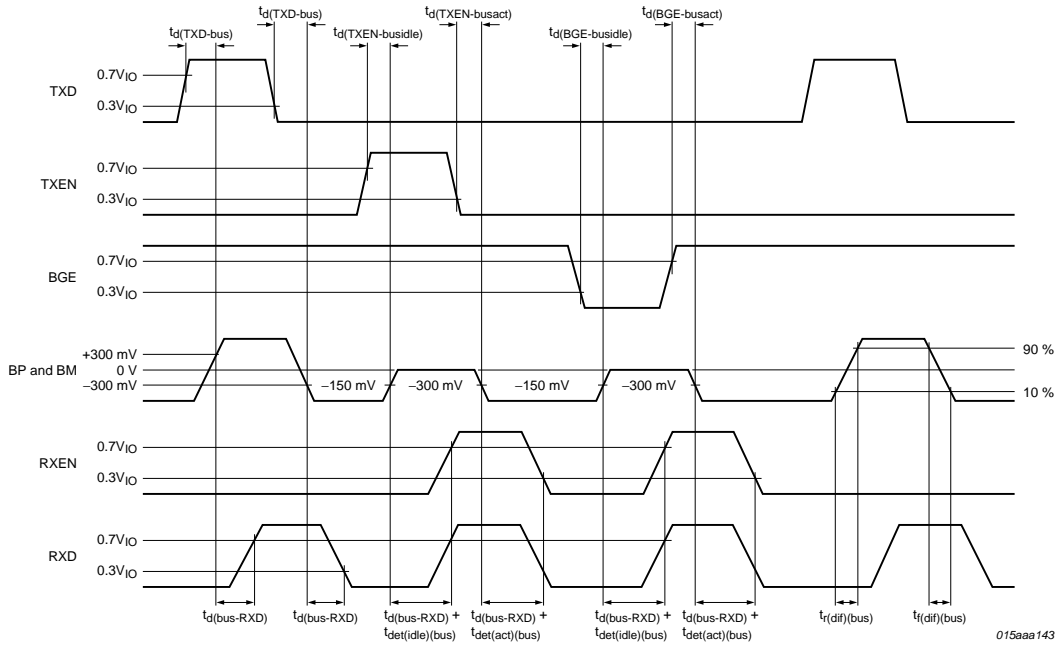 td(TXD-bus)
td(TXEN-busact)
td(BGE-busact)
td(TXD-bus)
td(TXEN-busidle)
td(BGE-busidle)
TXD
0.7VIO
0.3VIO
TXEN
0.7VIO
0.3VIO
BGE
0.7VIO
0.3VIO
BP and BM
+300 mV
0 V
−300 mV
−150 mV
−300 mV
−150 mV
−300 mV
90 %
10 %
RXEN
0.7VIO
0.3VIO
RXD
0.7VIO
0.3VIO
td(bus-RXD)
td(bus-RXD)
td(bus-RXD) +
tdet(idle)(bus)
td(bus-RXD) +
tdet(act)(bus)
td(bus-RXD) +
tdet(idle)(bus)
td(bus-RXD) +
tdet(act)(bus)
tr(dif)(bus)
tf(dif)(bus)
015aaa143